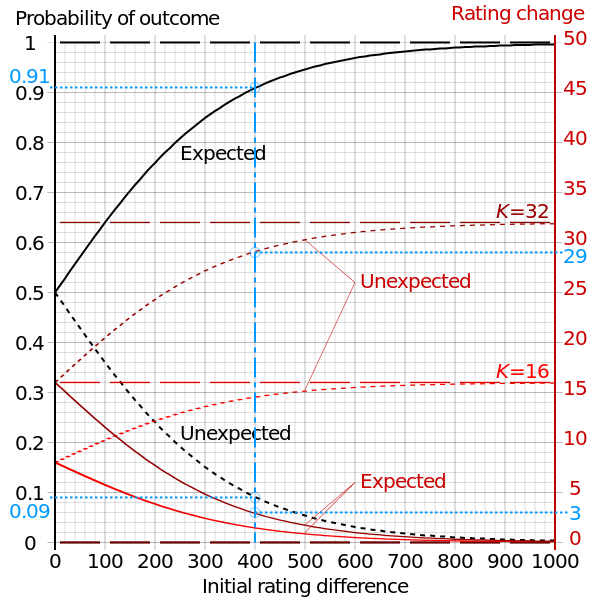 Probability of outcome
Rating change
1
50
0.91
0.9
45
0.8
40
Expected
0.7
35
K=32
0.6
30
29
Unexpected
0.5
25
0.4
20
K=16
0.3
15
Unexpected
0.2
10
Expected
0.1
5
0.09
3
0
0
0 100 200 300 400 500 600 700 800 900 1000
Initial rating difference